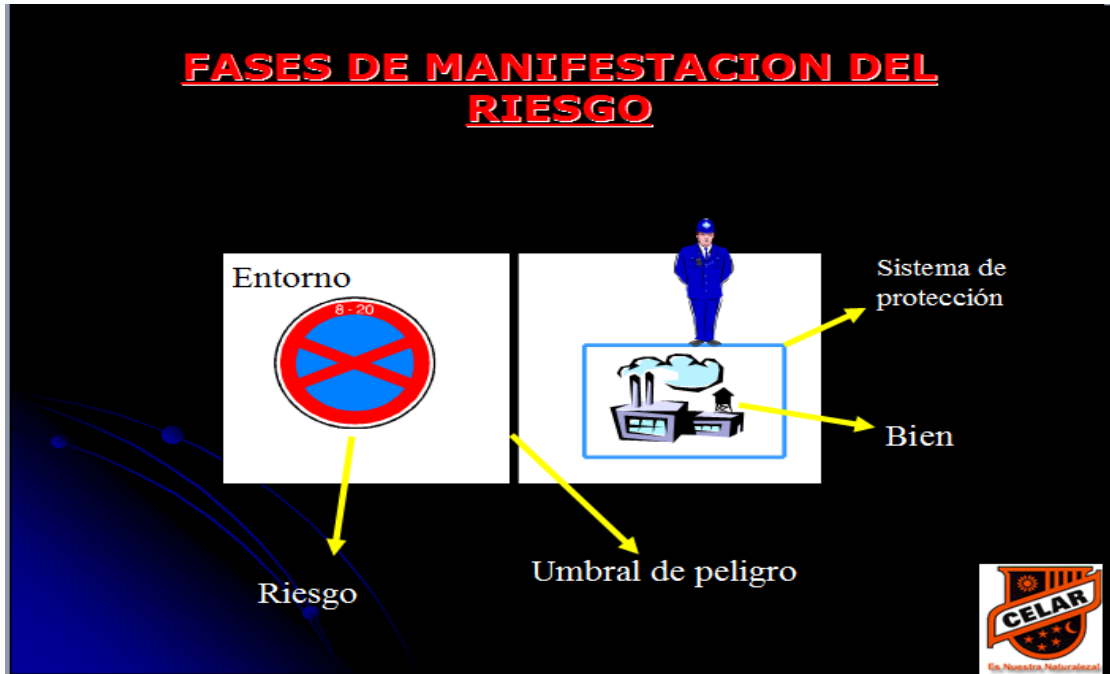 FASES DE MANIFESTACION DEL
RIESGO
Entorno
8 - 20
Sistema de
protección
Bien
Umbral de peligro
Riesgo
CELAR
Es Nuestra Naturaleza!